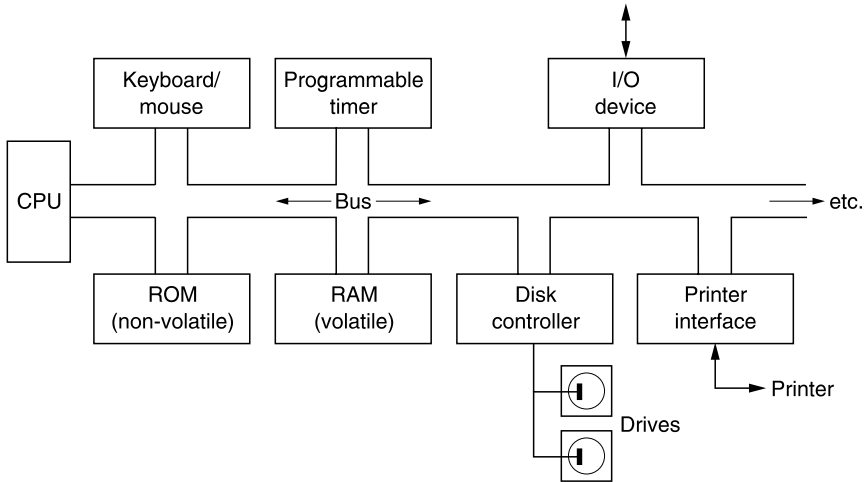 Keyboard/
mouse
Programmable
timer
I/O
device
CPU
Bus
etc.
ROM
(non-volatile)
RAM
(volatile)
Disk
controller
Printer
interface
Printer
Drives